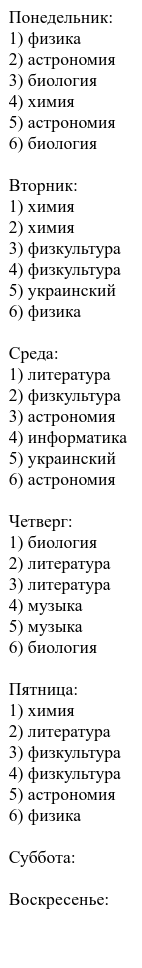 Понедельник:
1) физика
2) астрономия
3) биология
4) химия
5) астрономия
6) биология
Вторник:
1) химия
2) химия
3) физкультура
4) физкультура
5) украинский
6) физика
Среда:
1) литература
2) физкультура
3) астрономия
4) информатика
5) украинский
6) астрономия
Четверг:
1) биология
2) литература
3) литература
4) музыка
5) музыка
6) биология
Пятница:
1) химия
2) литература
3) физкультура
4) физкультура
5) астрономия
6) физика
Суббота:
Воскресенье: